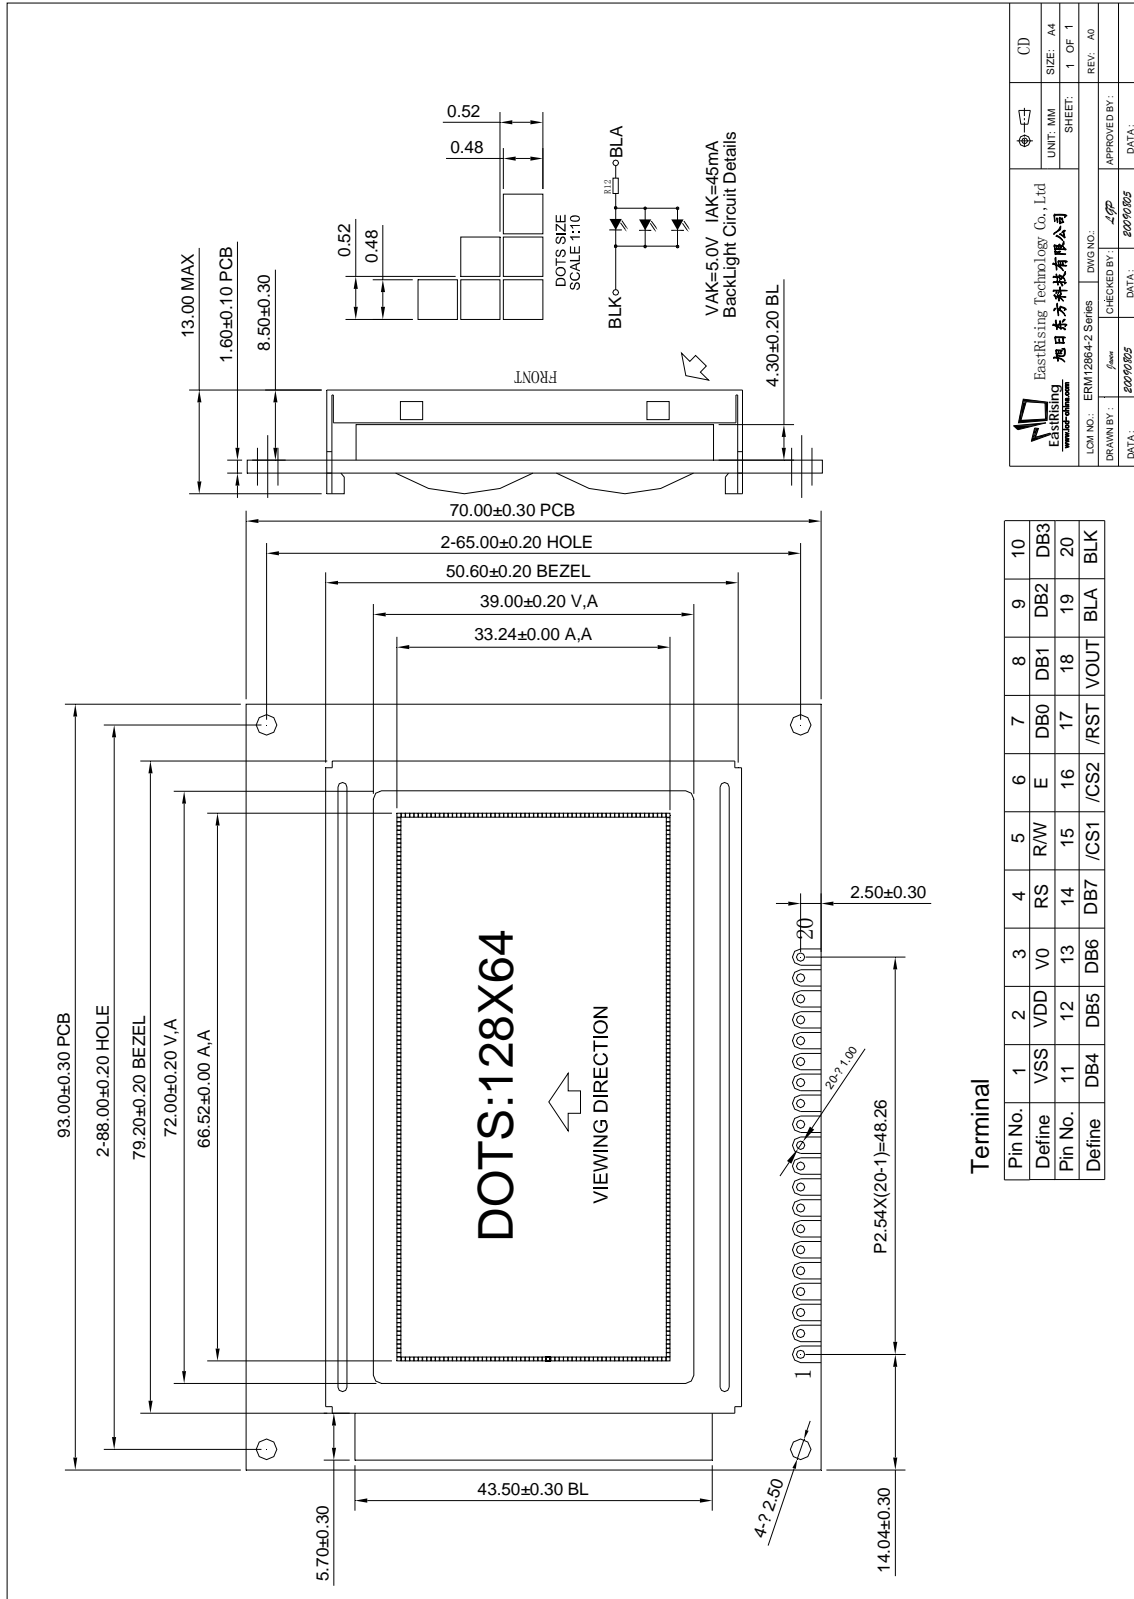 93.00±0.30 PCB
2-88.00±0.20 HOLE
79.20±0.20 BEZEL
72.00±0.20 V,A
66.52±0.00 A,A
70.00±0.30 PCB
2-65.00±0.20 HOLE
50.60±0.20 BEZEL
39.00±0.20 V,A
33.24±0.00 A,A
DOTS:128X64
VIEWING DIRECTION
5.70±0.30
43.50±0.30 BL
4-? 2.50
14.04±0.30
1
20
P2.54X(20-1)=48.26
20-? 1.00
2.50±0.30
13.00 MAX
1.60±0.10 PCB
8.50±0.30
FRONT
4.30±0.20 BL
0.52
0.48
0.52
0.48
DOTS SIZE
SCALE 1:10
BLK
BLA
R12
VAK=5.0V IAK=45mA
BackLight Circuit Details
Terminal
Pin No. 1 2 3 4 5 6 7 8 9 10
Define VSS VDD V0 RS R/W E DB0 DB1 DB2 DB3
Pin No. 11 12 13 14 15 16 17 18 19 20
Define DB4 DB5 DB6 DB7 /CS1 /CS2 /RST VOUT BLA BLK
EastRising
www.lcd-china.com
EastRising Technology Co., Ltd
旭日东方科技有限公司
CD
UNIT: MM
SIZE: A4
SHEET: 1 OF 1
LCM NO.: ERM12864-2 Series
DWG NO.:
REV: A0
DRAWN BY:
CHECKED BY:
APPROVED BY:
DATA: 20090805
DATA: 20090805
DATA: